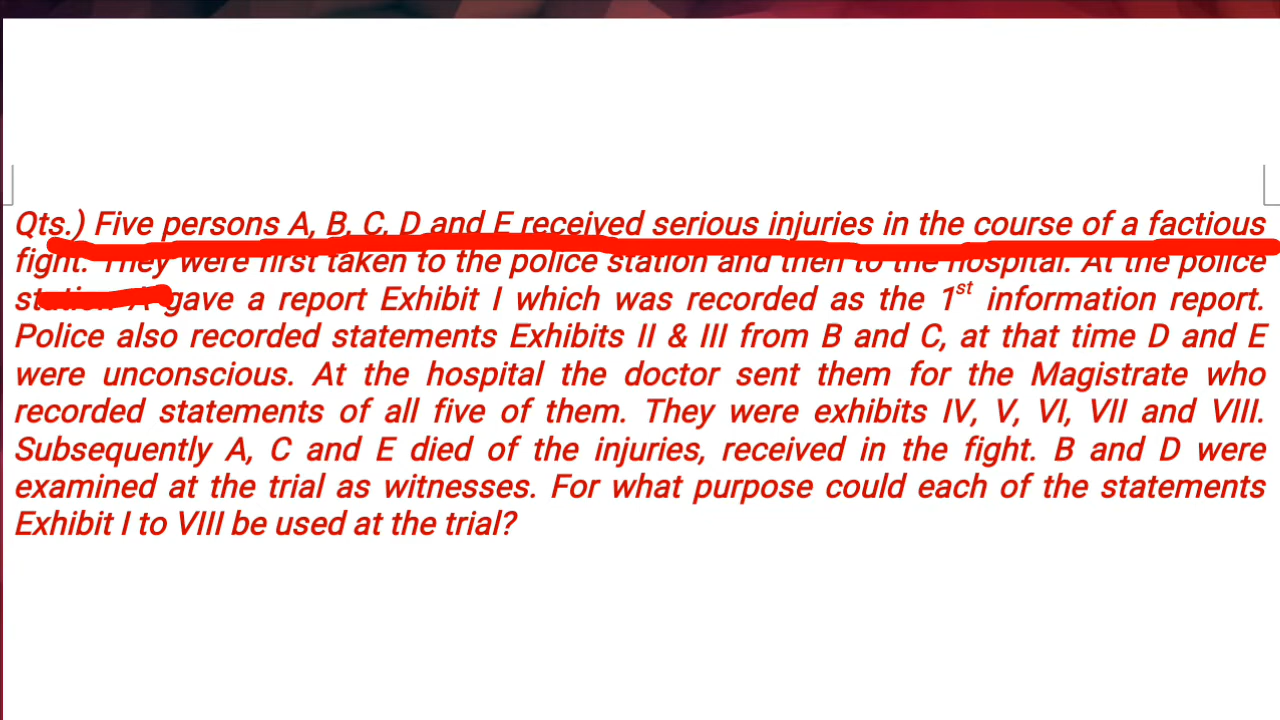 Qts.) Five persons A, B, C, D and E received serious injuries in the course of a factious
fight. They were first taken to the police station and then to the hospital. At the police
station A gave a report Exhibit I which was recorded as the 1st information report.
Police also recorded statements Exhibits II & III from B and C, at that time D and E
were unconscious. At the hospital the doctor sent them for the Magistrate who
recorded statements of all five of them. They were exhibits IV, V, VI, VII and VIII.
Subsequently A, C and E died of the injuries, received in the fight. B and D were
examined at the trial as witnesses. For what purpose could each of the statements
Exhibit I to VIII be used at the trial?